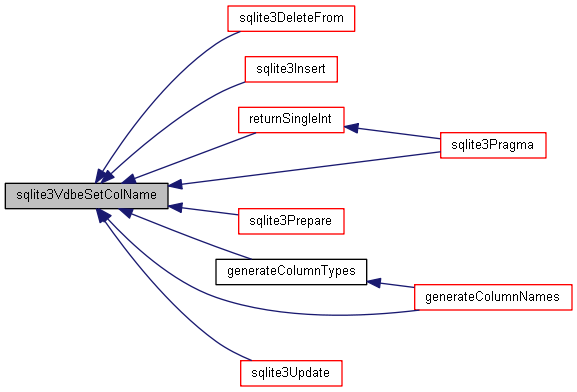 sqlite3DeleteFrom
sqlite3Insert
returnSingleInt
sqlite3Pragma
sqlite3VdbeSetColName
sqlite3Prepare
generateColumnTypes
generateColumnNames
sqlite3Update